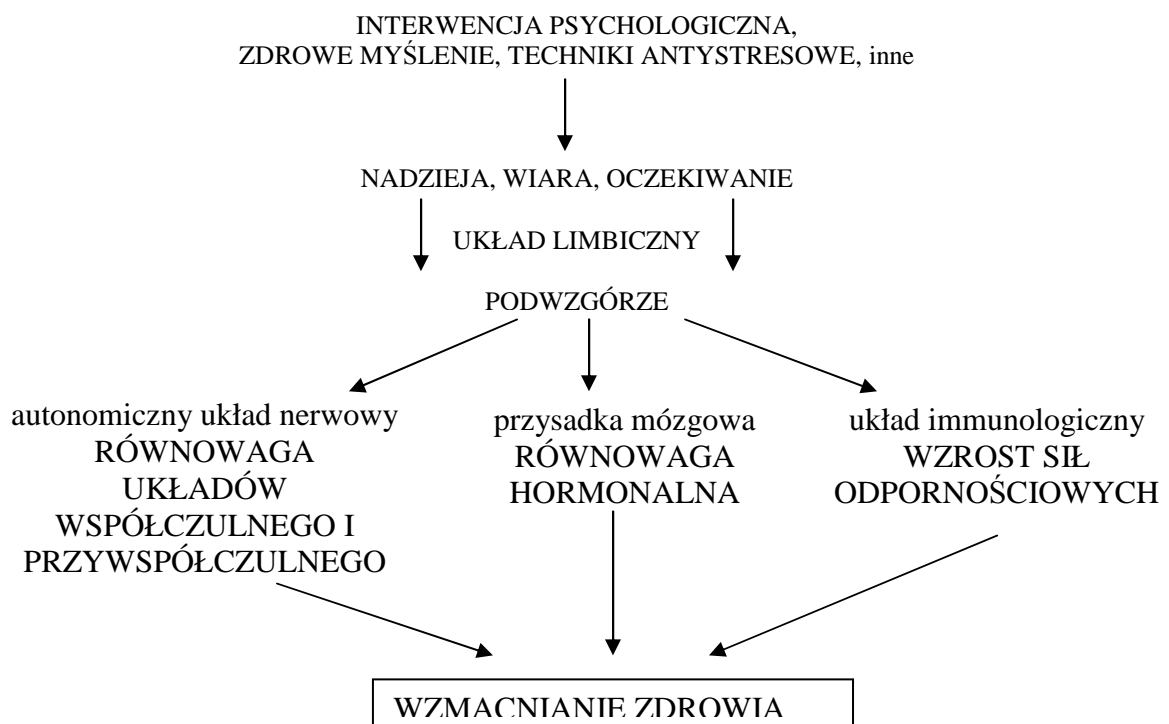 INTERWENCJA PSYCHOLOGICZNA,
ZDROWE MYŚLENIE, TECHNIKI ANTYSTRESOWE, inne
NADZIEJA, WIARA, OCZEKIWANIE
UKŁAD LIMBICZNY
PODWZGÓRZE
autonomiczny układ nerwowy
RÓWNOWAGA
UKŁADÓW
WSPÓŁCZULNEGO I
PRZYWSPÓŁCZULNEGO
przysadka mózgowa
RÓWNOWAGA
HORMONALNA
układ immunologiczny
WZROST SIŁ
ODPORNOŚCIOWYCH
WZMACNIANIE ZDROWIA